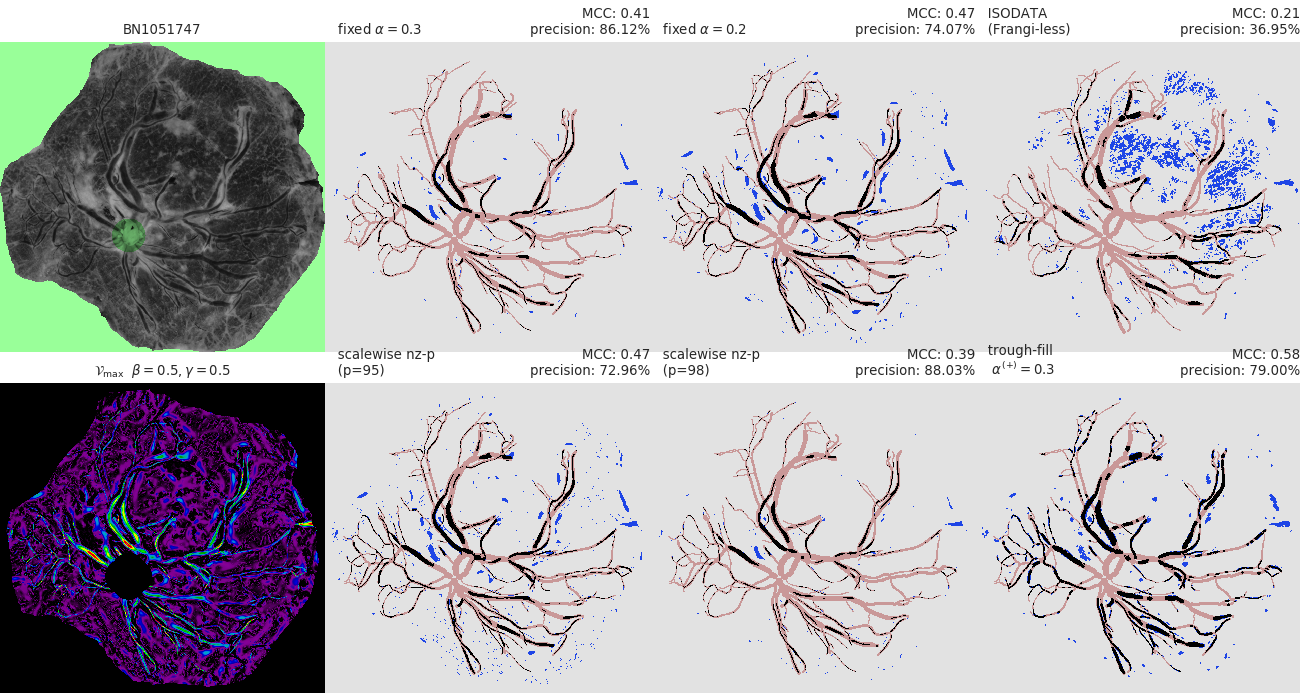 BN1051747
fixed α = 0.3
MCC: 0.41
precision: 86.12%
fixed α = 0.2
MCC: 0.47
precision: 74.07%
ISODATA
(Frangi-less)
MCC: 0.21
precision: 36.95%
𝒱max β = 0.5, γ = 0.5
scalewise nz-p
(p=95)
MCC: 0.47
precision: 72.96%
scalewise nz-p
(p=98)
MCC: 0.39
precision: 88.03%
trough-fill
α(+) = 0.3
MCC: 0.58
precision: 79.00%